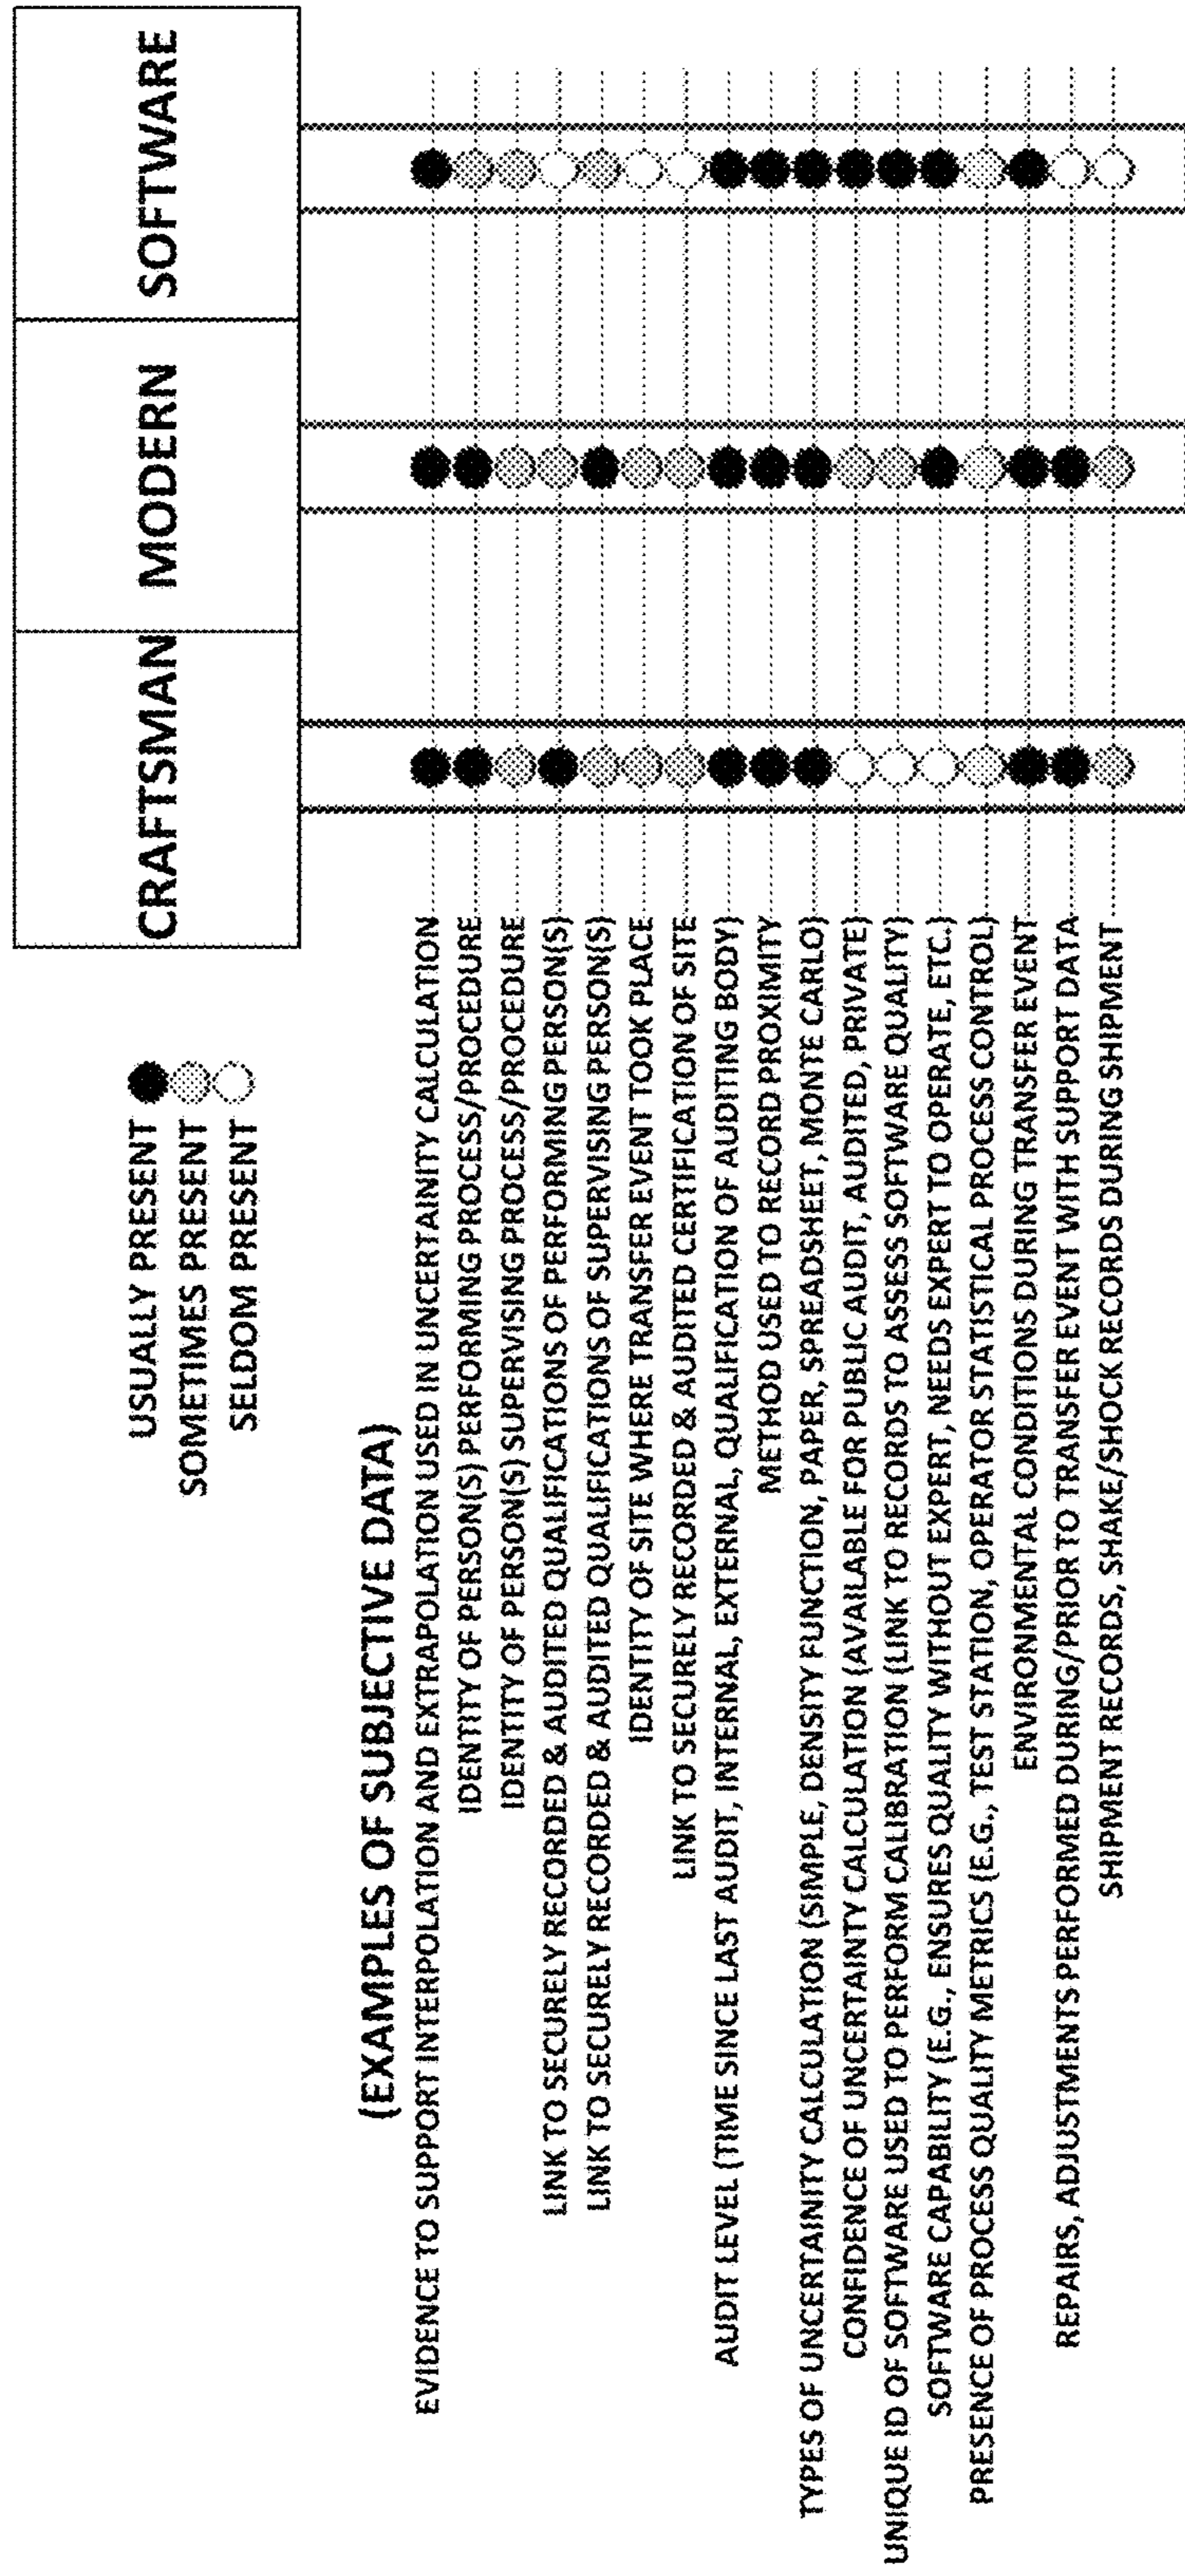 CRAFTSMAN MODERN SOFTWARE
USUALLY PRESENT
SOMETIMES PRESENT
SELDOM PRESENT
(EXAMPLES OF SUBJECTIVE DATA)
EVIDENCE TO SUPPORT INTERPOLATION AND EXTRAPOLATION USED IN UNCERTAINITY CALCULATION
IDENTITY OF PERSON(S) PERFORMING PROCESS/PROCEDURE
IDENTITY OF PERSON(S) SUPERVISING PROCESS/PROCEDURE
LINK TO SECURELY RECORDED & AUDITED QUALIFICATIONS OF PERFORMING PERSON(S)
LINK TO SECURELY RECORDED & AUDITED QUALIFICATIONS OF SUPERVISING PERSON(S)
IDENTITY OF SITE WHERE TRANSFER EVENT TOOK PLACE
LINK TO SECURELY RECORDED & AUDITED CERTIFICATION OF SITE
AUDIT LEVEL (TIME SINCE LAST AUDIT, INTERNAL, EXTERNAL, QUALIFICATION OF AUDITING BODY)
METHOD USED TO RECORD PROXIMITY
TYPES OF UNCERTAINITY CALCULATION (SIMPLE, DENSITY FUNCTION, PAPER, SPREADSHEET, MONTE CARLO)
CONFIDENCE OF UNCERTAINTY CALCULATION (AVAILABLE FOR PUBLIC AUDIT, AUDITED, PRIVATE)
UNIQUE ID OF SOFTWARE USED TO PERFORM CALIBRATION (LINK TO RECORDS TO ASSESS SOFTWARE QUALITY)
SOFTWARE CAPABILITY (E.G., ENSURES QUALITY WITHOUT EXPERT, NEEDS EXPERT TO OPERATE, ETC.)
PRESENCE OF PROCESS QUALITY METRICS (E.G., TEST STATION, OPERATOR STATISTICAL PROCESS CONTROL)
ENVIRONMENTAL CONDITIONS DURING TRANSFER EVENT
REPAIRS, ADJUSTMENTS PERFORMED DURING/PRIOR TO TRANSFER EVENT WITH SUPPORT DATA
SHIPMENT RECORDS, SHAKE/SHOCK RECORDS DURING SHIPMENT